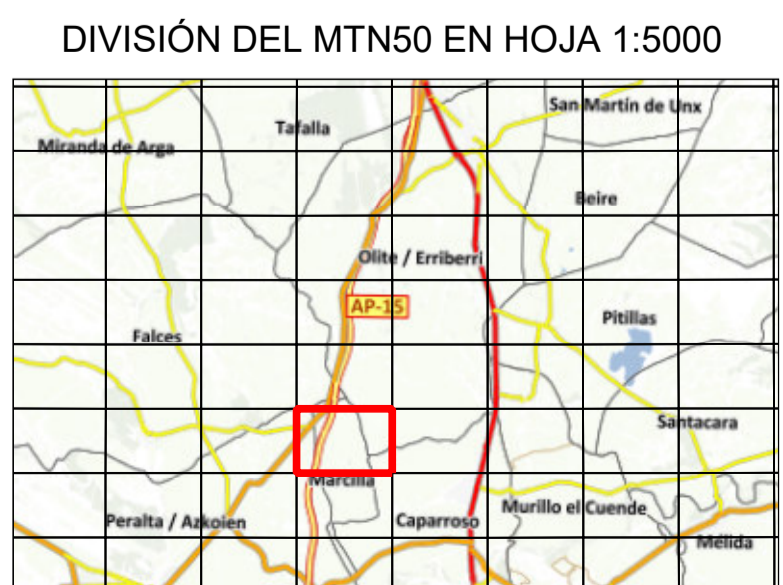 DIVISIÓN DEL MTN50 EN HOJA 1:5000
San Martín de Unx
Tafalla
Miranda de Arga
Beire
Olite / Erriberri
AP-15
Pitillas
Falces
Santacara
Marcilla
Murillo el Cuende
Peralta / Azkoien
Caparroso
Mélida